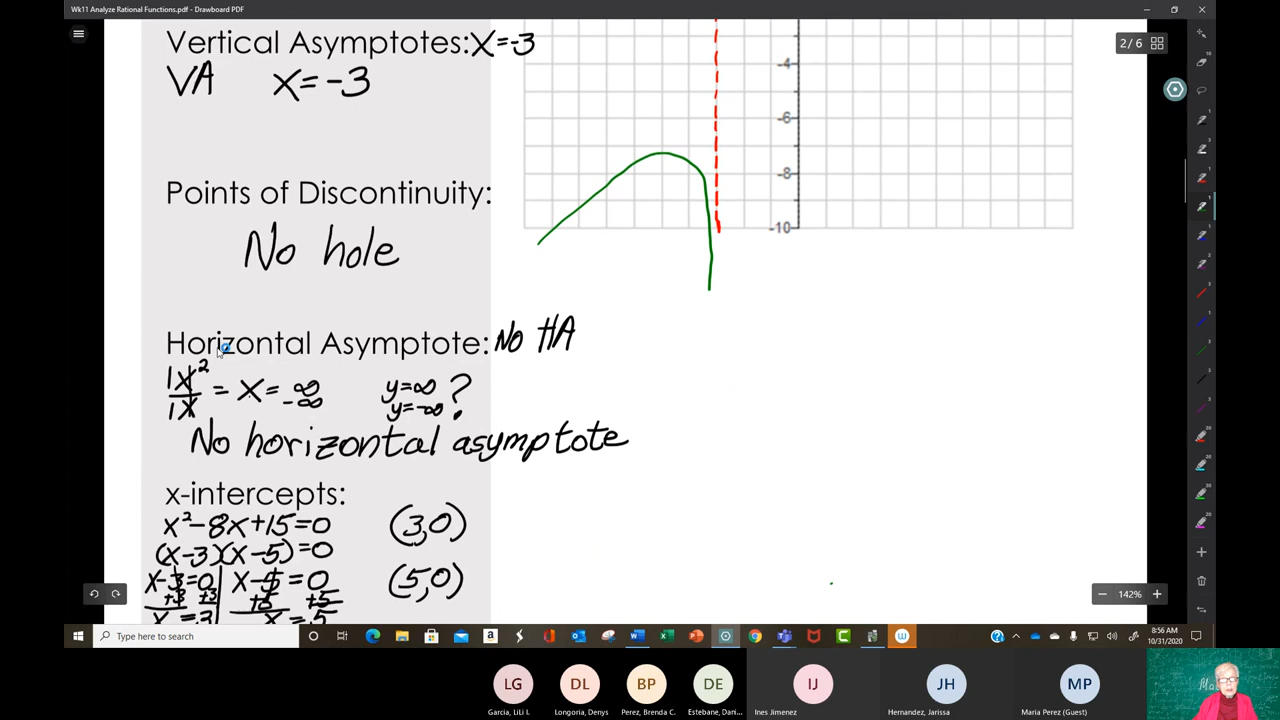 Wk11 Analyze Rational Functions.pdf - Drawboard PDF
2/6
Vertical Asymptotes: x=-3
VA x=-3
-4
-6
-8
-10
Points of Discontinuity:
No hole
Horizontal Asymptote: No HA
1x² / 1x = x = ∞ -∞ y=∞ y=-∞ ?
No horizontal asymptote
x-intercepts:
x²-8x+15=0 (3,0)
(x-3)(x-5)=0
x-3=0 x-5=0 (5,0)
+3 +3 +5 +5
x =3 x =5
142%
Type here to search
8:56 AM
10/31/2020
LG
DL
BP
DE
IJ
JH
MP
Garcia, LiLi I.
Longoria, Denys
Perez, Brenda C.
Estebane, Dani...
Ines Jimenez
Hernandez, Jarissa
Maria Perez (Guest)